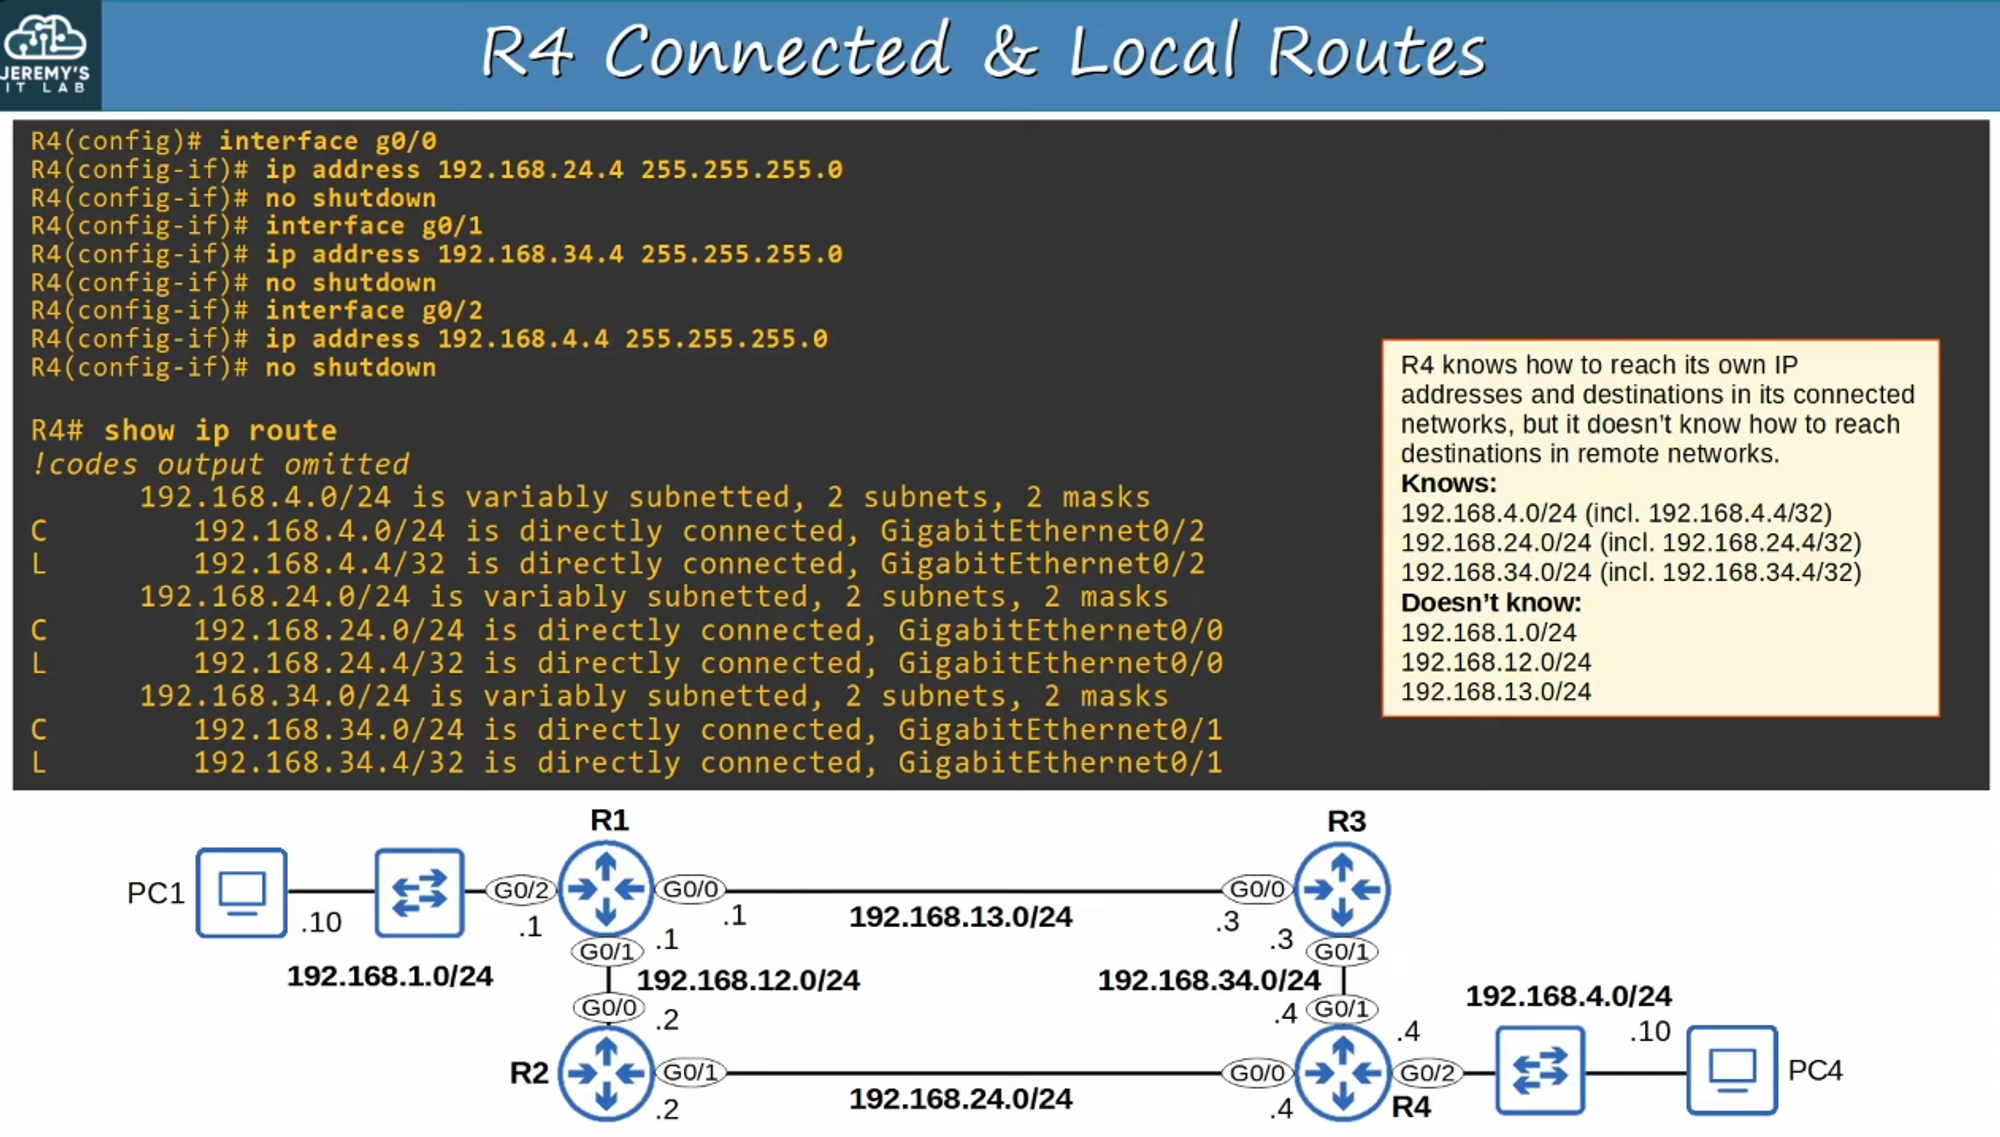 JEREMY'S
IT LAB
R4 Connected & Local Routes
R4(config)# interface g0/0
R4(config-if)# ip address 192.168.24.4 255.255.255.0
R4(config-if)# no shutdown
R4(config-if)# interface g0/1
R4(config-if)# ip address 192.168.34.4 255.255.255.0
R4(config-if)# no shutdown
R4(config-if)# interface g0/2
R4(config-if)# ip address 192.168.4.4 255.255.255.0
R4(config-if)# no shutdown
R4# show ip route
!codes output omitted
192.168.4.0/24 is variably subnetted, 2 subnets, 2 masks
C 192.168.4.0/24 is directly connected, GigabitEthernet0/2
L 192.168.4.4/32 is directly connected, GigabitEthernet0/2
192.168.24.0/24 is variably subnetted, 2 subnets, 2 masks
C 192.168.24.0/24 is directly connected, GigabitEthernet0/0
L 192.168.24.4/32 is directly connected, GigabitEthernet0/0
192.168.34.0/24 is variably subnetted, 2 subnets, 2 masks
C 192.168.34.0/24 is directly connected, GigabitEthernet0/1
L 192.168.34.4/32 is directly connected, GigabitEthernet0/1
R4 knows how to reach its own IP
addresses and destinations in its connected
networks, but it doesn't know how to reach
destinations in remote networks.
Knows:
192.168.4.0/24 (incl. 192.168.4.4/32)
192.168.24.0/24 (incl. 192.168.24.4/32)
192.168.34.0/24 (incl. 192.168.34.4/32)
Doesn't know:
192.168.1.0/24
192.168.12.0/24
192.168.13.0/24
R1
R3
PC1
.10
G0/2
.1
G0/0
.1
192.168.13.0/24
G0/0
.3
.3
.1
G0/1
G0/1
192.168.1.0/24
192.168.12.0/24
192.168.34.0/24
192.168.4.0/24
G0/0
.2
.4
G0/1
.4
.10
R2
G0/1
.2
192.168.24.0/24
G0/0
.4
G0/2
R4
PC4